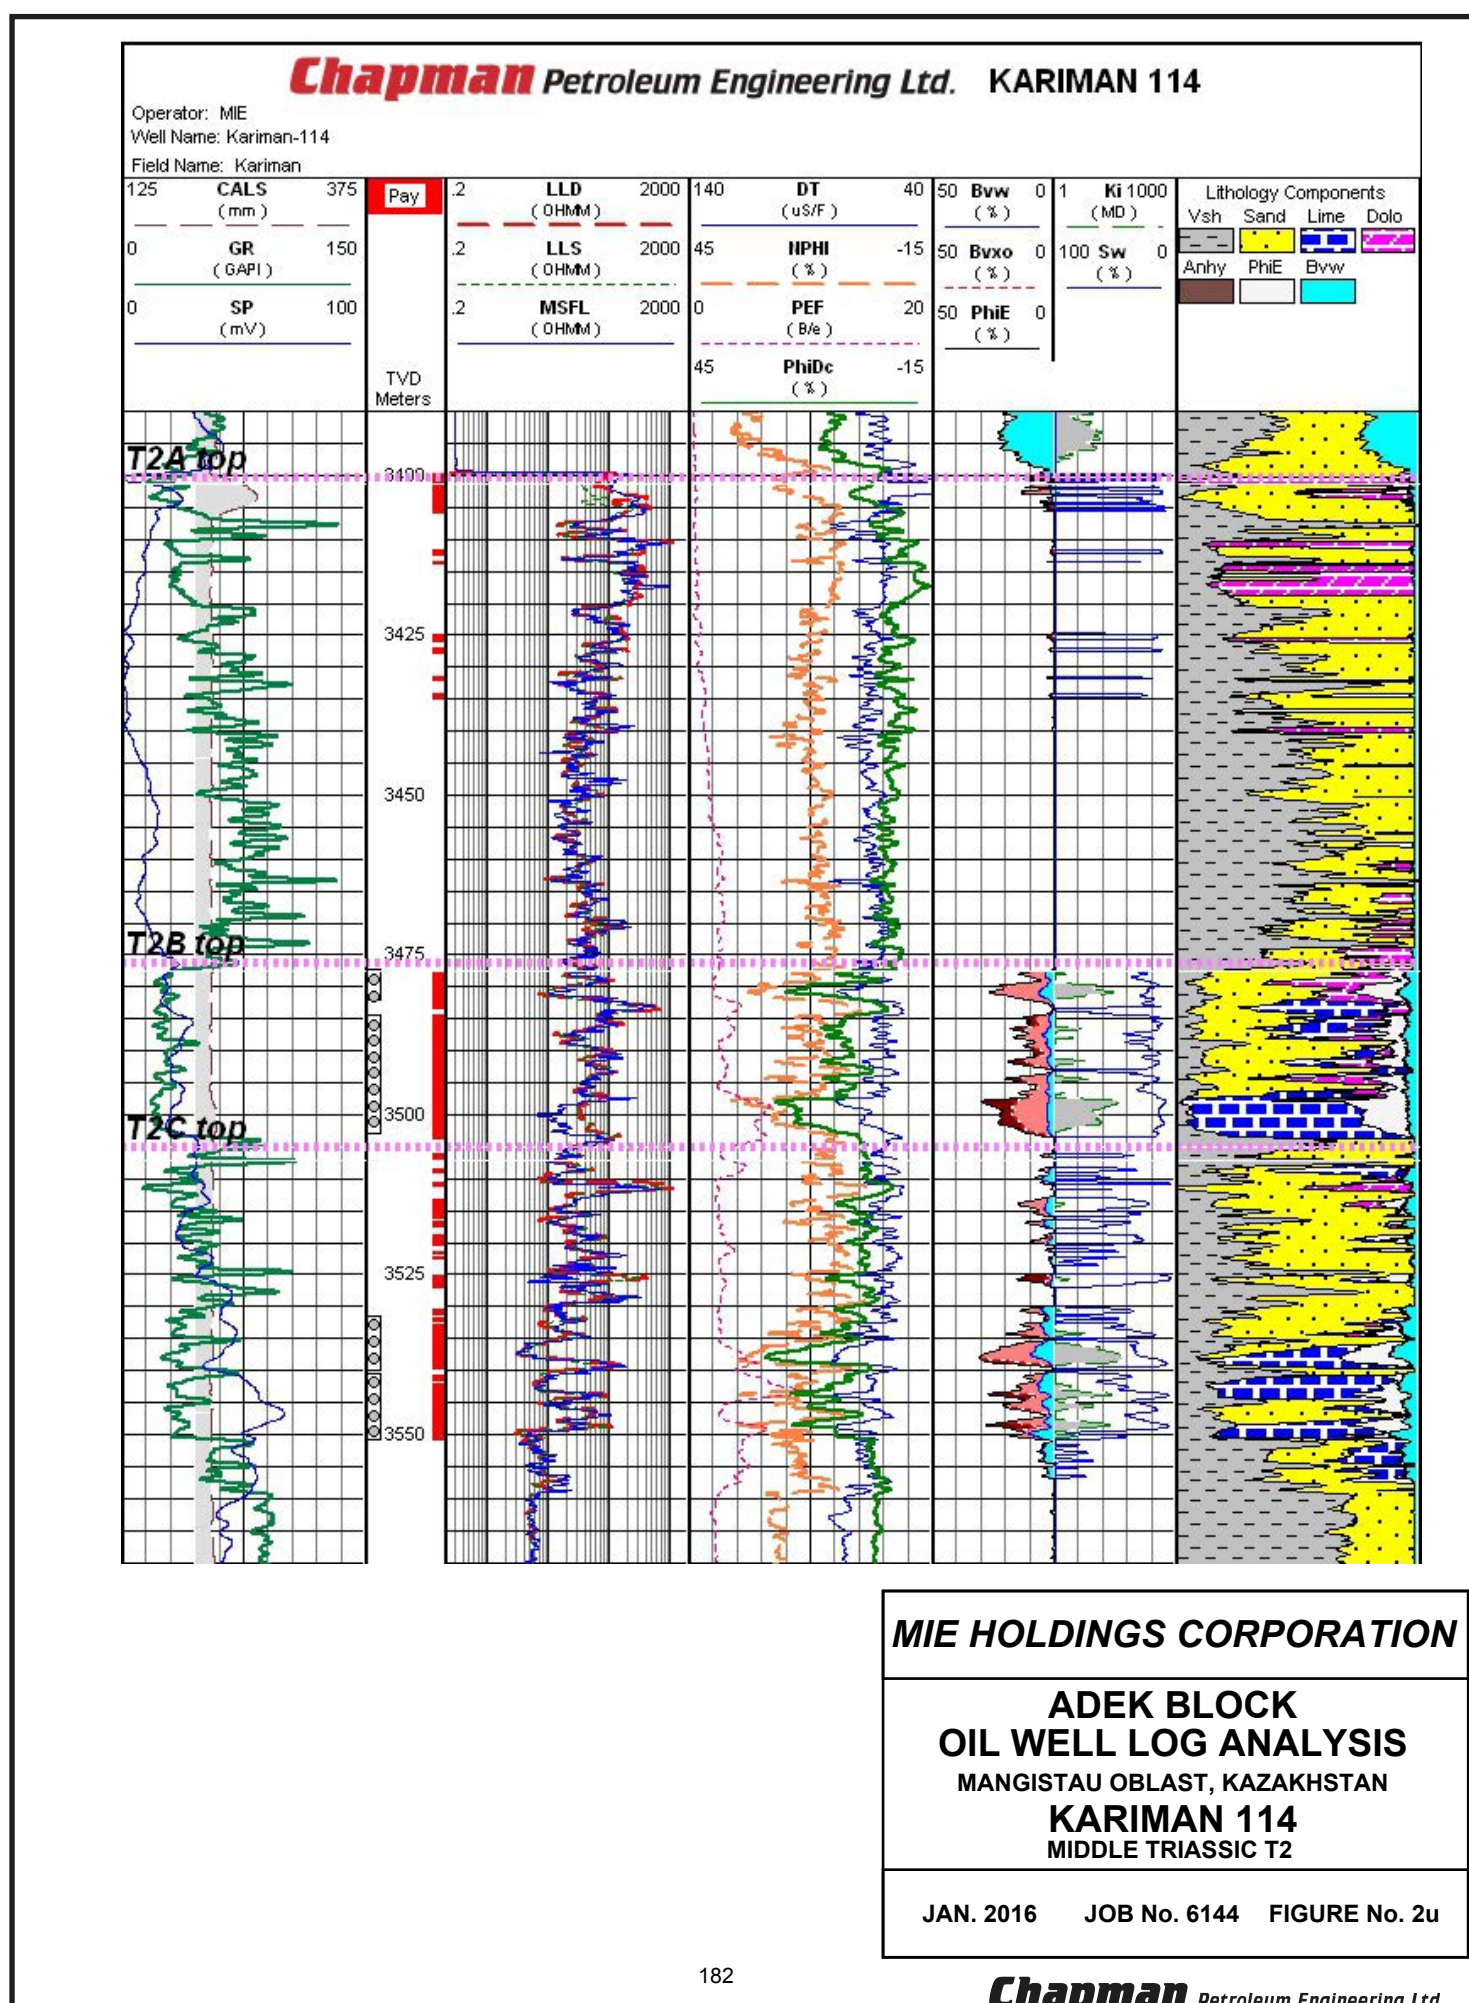 Chapman Petroleum Engineering Ltd. KARIMAN 114
Operator: MIE
Well Name: Kariman-114
Field Name: Kariman
125 CALS 375
(mm)
0 GR 150
(GAPI)
0 SP 100
(mV)
Pay
TVD
Meters
.2 LLD 2000
(OHMM)
.2 LLS 2000
(OHMM)
.2 MSFL 2000
(OHMM)
140 DT 40
(uS/F)
45 NPHI -15
(%)
0 PEF 20
(B/e)
45 PhiDc -15
(%)
50 Bvw 0
(%)
50 Bvxo 0
(%)
50 PhiE 0
(%)
1 Ki 1000
(MD)
100 Sw 0
(%)
Lithology Components
Vsh Sand Lime Dolo
Anhy PhiE Bvw
T2A top
3400
3425
3450
T2B top
3475
3500
T2C top
3525
3550
MIE HOLDINGS CORPORATION
ADEK BLOCK
OIL WELL LOG ANALYSIS
MANGISTAU OBLAST, KAZAKHSTAN
KARIMAN 114
MIDDLE TRIASSIC T2
JAN. 2016 JOB No. 6144 FIGURE No. 2u
182
Chapman Petroleum Engineering Ltd.